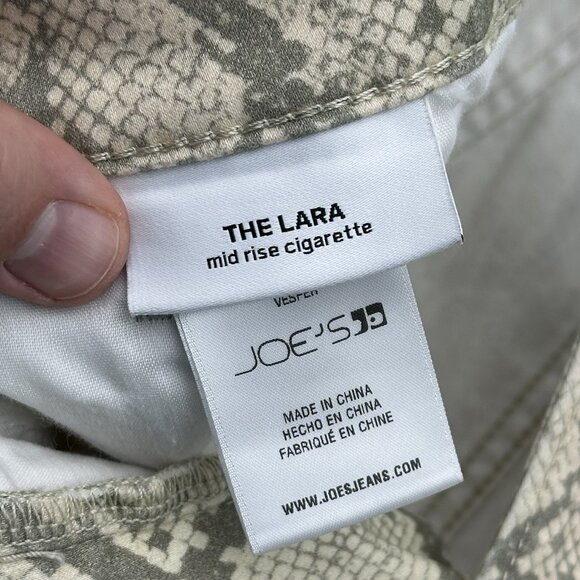 THE LARA
mid rise cigarette
VESPER
JOE'S
MADE IN CHINA
HECHO EN CHINA
FABRIQUÉ EN CHINE
WWW.JOESJEANS.COM